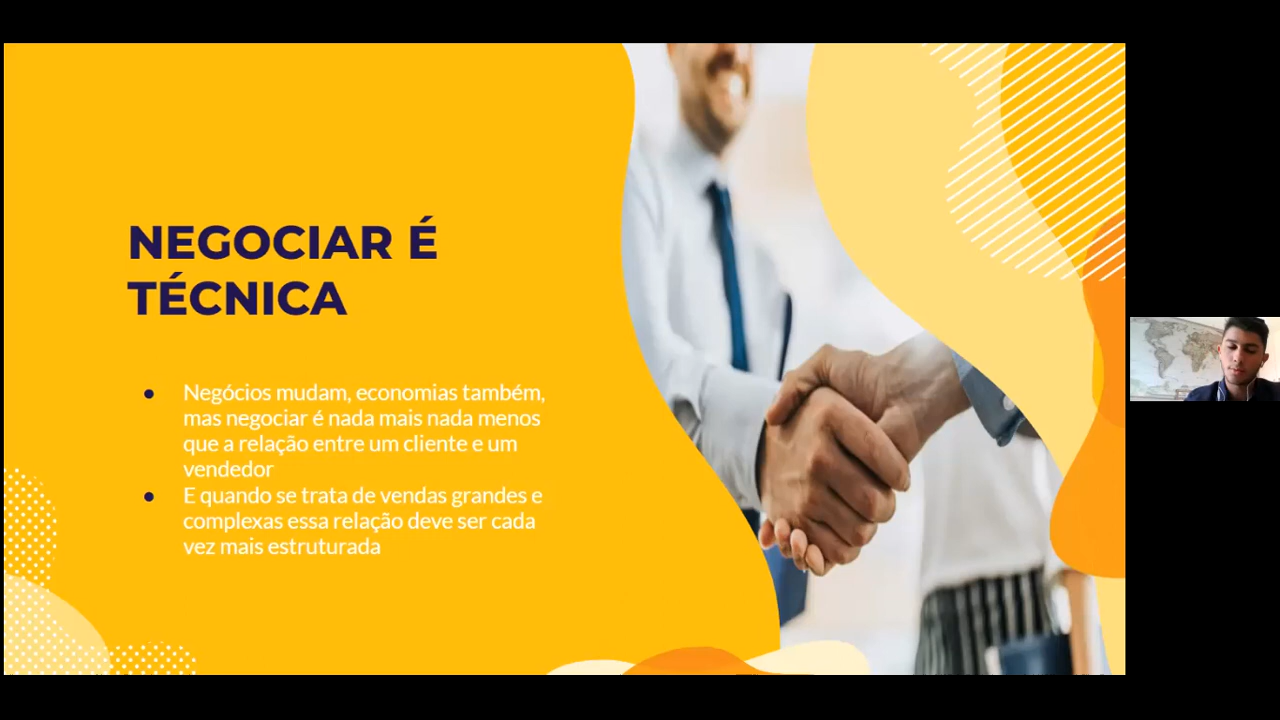 NEGOCIAR É
TÉCNICA
● Negócios mudam, economias também,
mas negociar é nada mais nada menos
que a relação entre um cliente e um
vendedor
● E quando se trata de vendas grandes e
complexas essa relação deve ser cada
vez mais estruturada